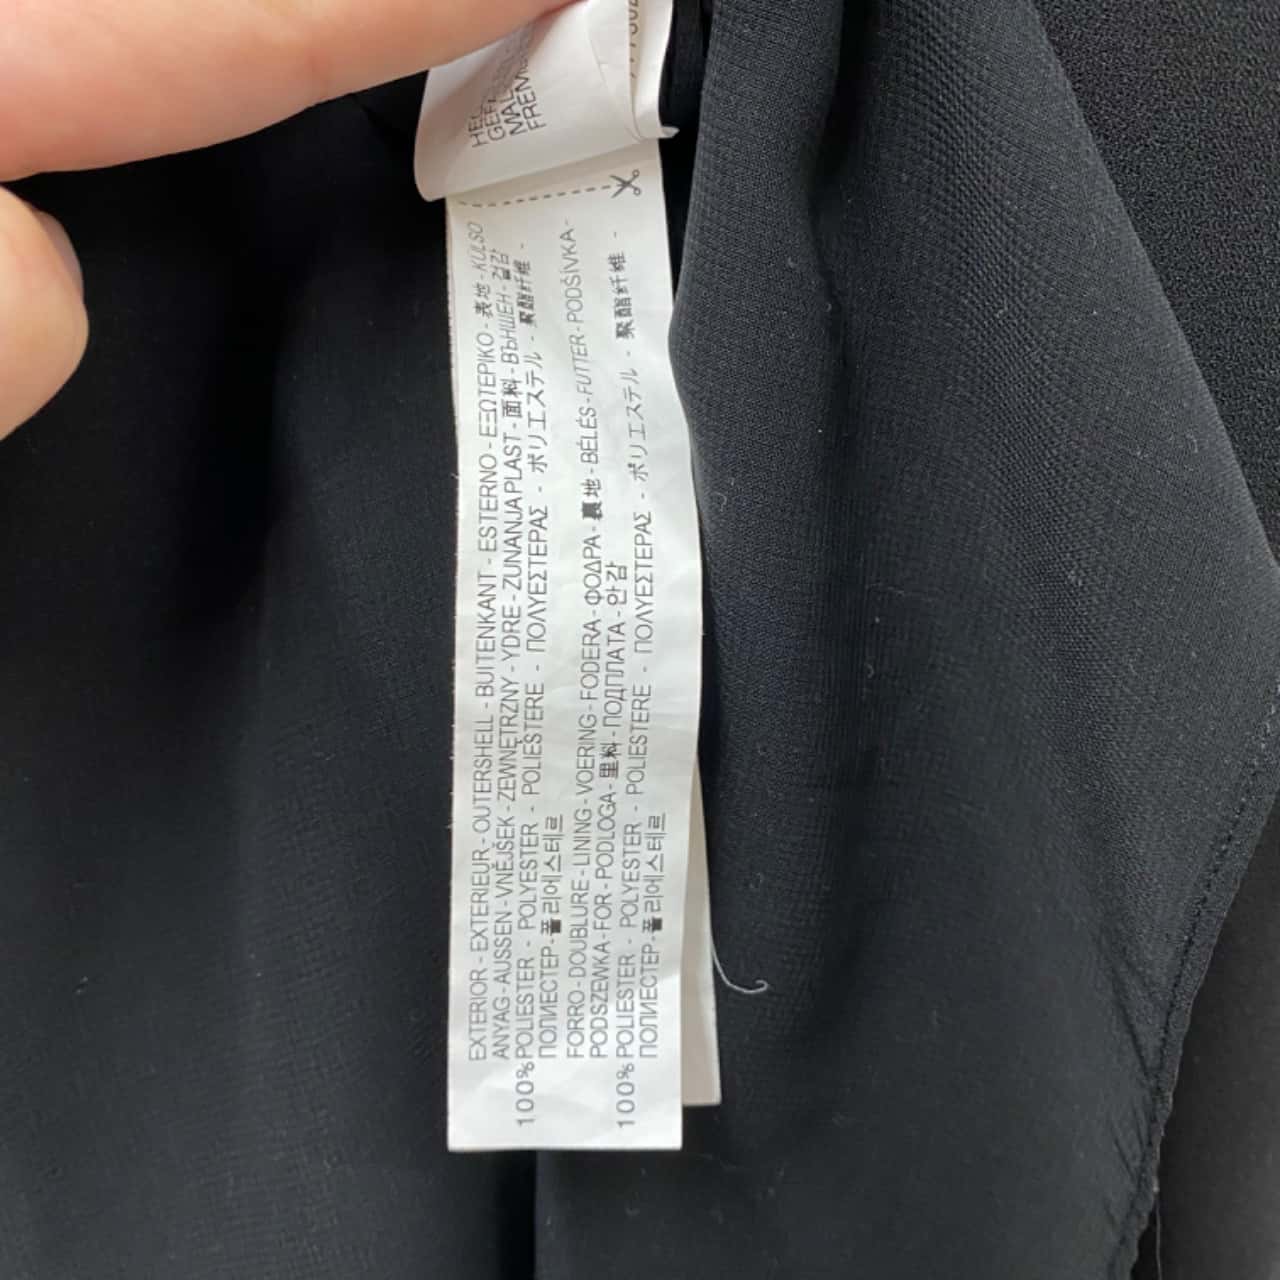 GEF
MAL
FREM
EXTERIOR - EXTERIEUR - OUTERSHELL - BUITENKANT - ESTERNO - ΕΞΩΤΕΡΙΚΟ - 表地 - KÜLSO
ANYAG - AUSSEN - VNĚJŠEK - ZEWNĘTRZNY - YDRE - ZUNANJA PLAST - 面料 - ВЪНШЕН - 겉감
100% POLIESTER - POLYESTER - POLIESTERE - ΠΟΛΥΕΣΤΕΡΑΣ - ポリエステル - 聚酯纤维 -
ПОЛИЕСТЕР - 폴리에스테르
FORRO - DOUBLURE - LINING - VOERING - FODERA - ΦΟΔΡΑ - 裏地 - BÉLÉS - FUTTER - PODŠÍVKA -
PODSZEWKA - FOR - PODLOGA - 里料 - ПОДПЛАТА - 안감
100% POLIESTER - POLYESTER - POLIESTERE - ΠΟΛΥΕΣΤΕΡΑΣ - ポリエステル - 聚酯纤维 -
ПОЛИЕСТЕР - 폴리에스테르